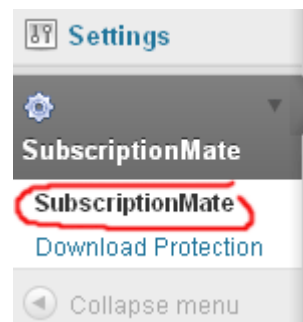 Settings
SubscriptionMate
SubscriptionMate
Download Protection
Collapse menu